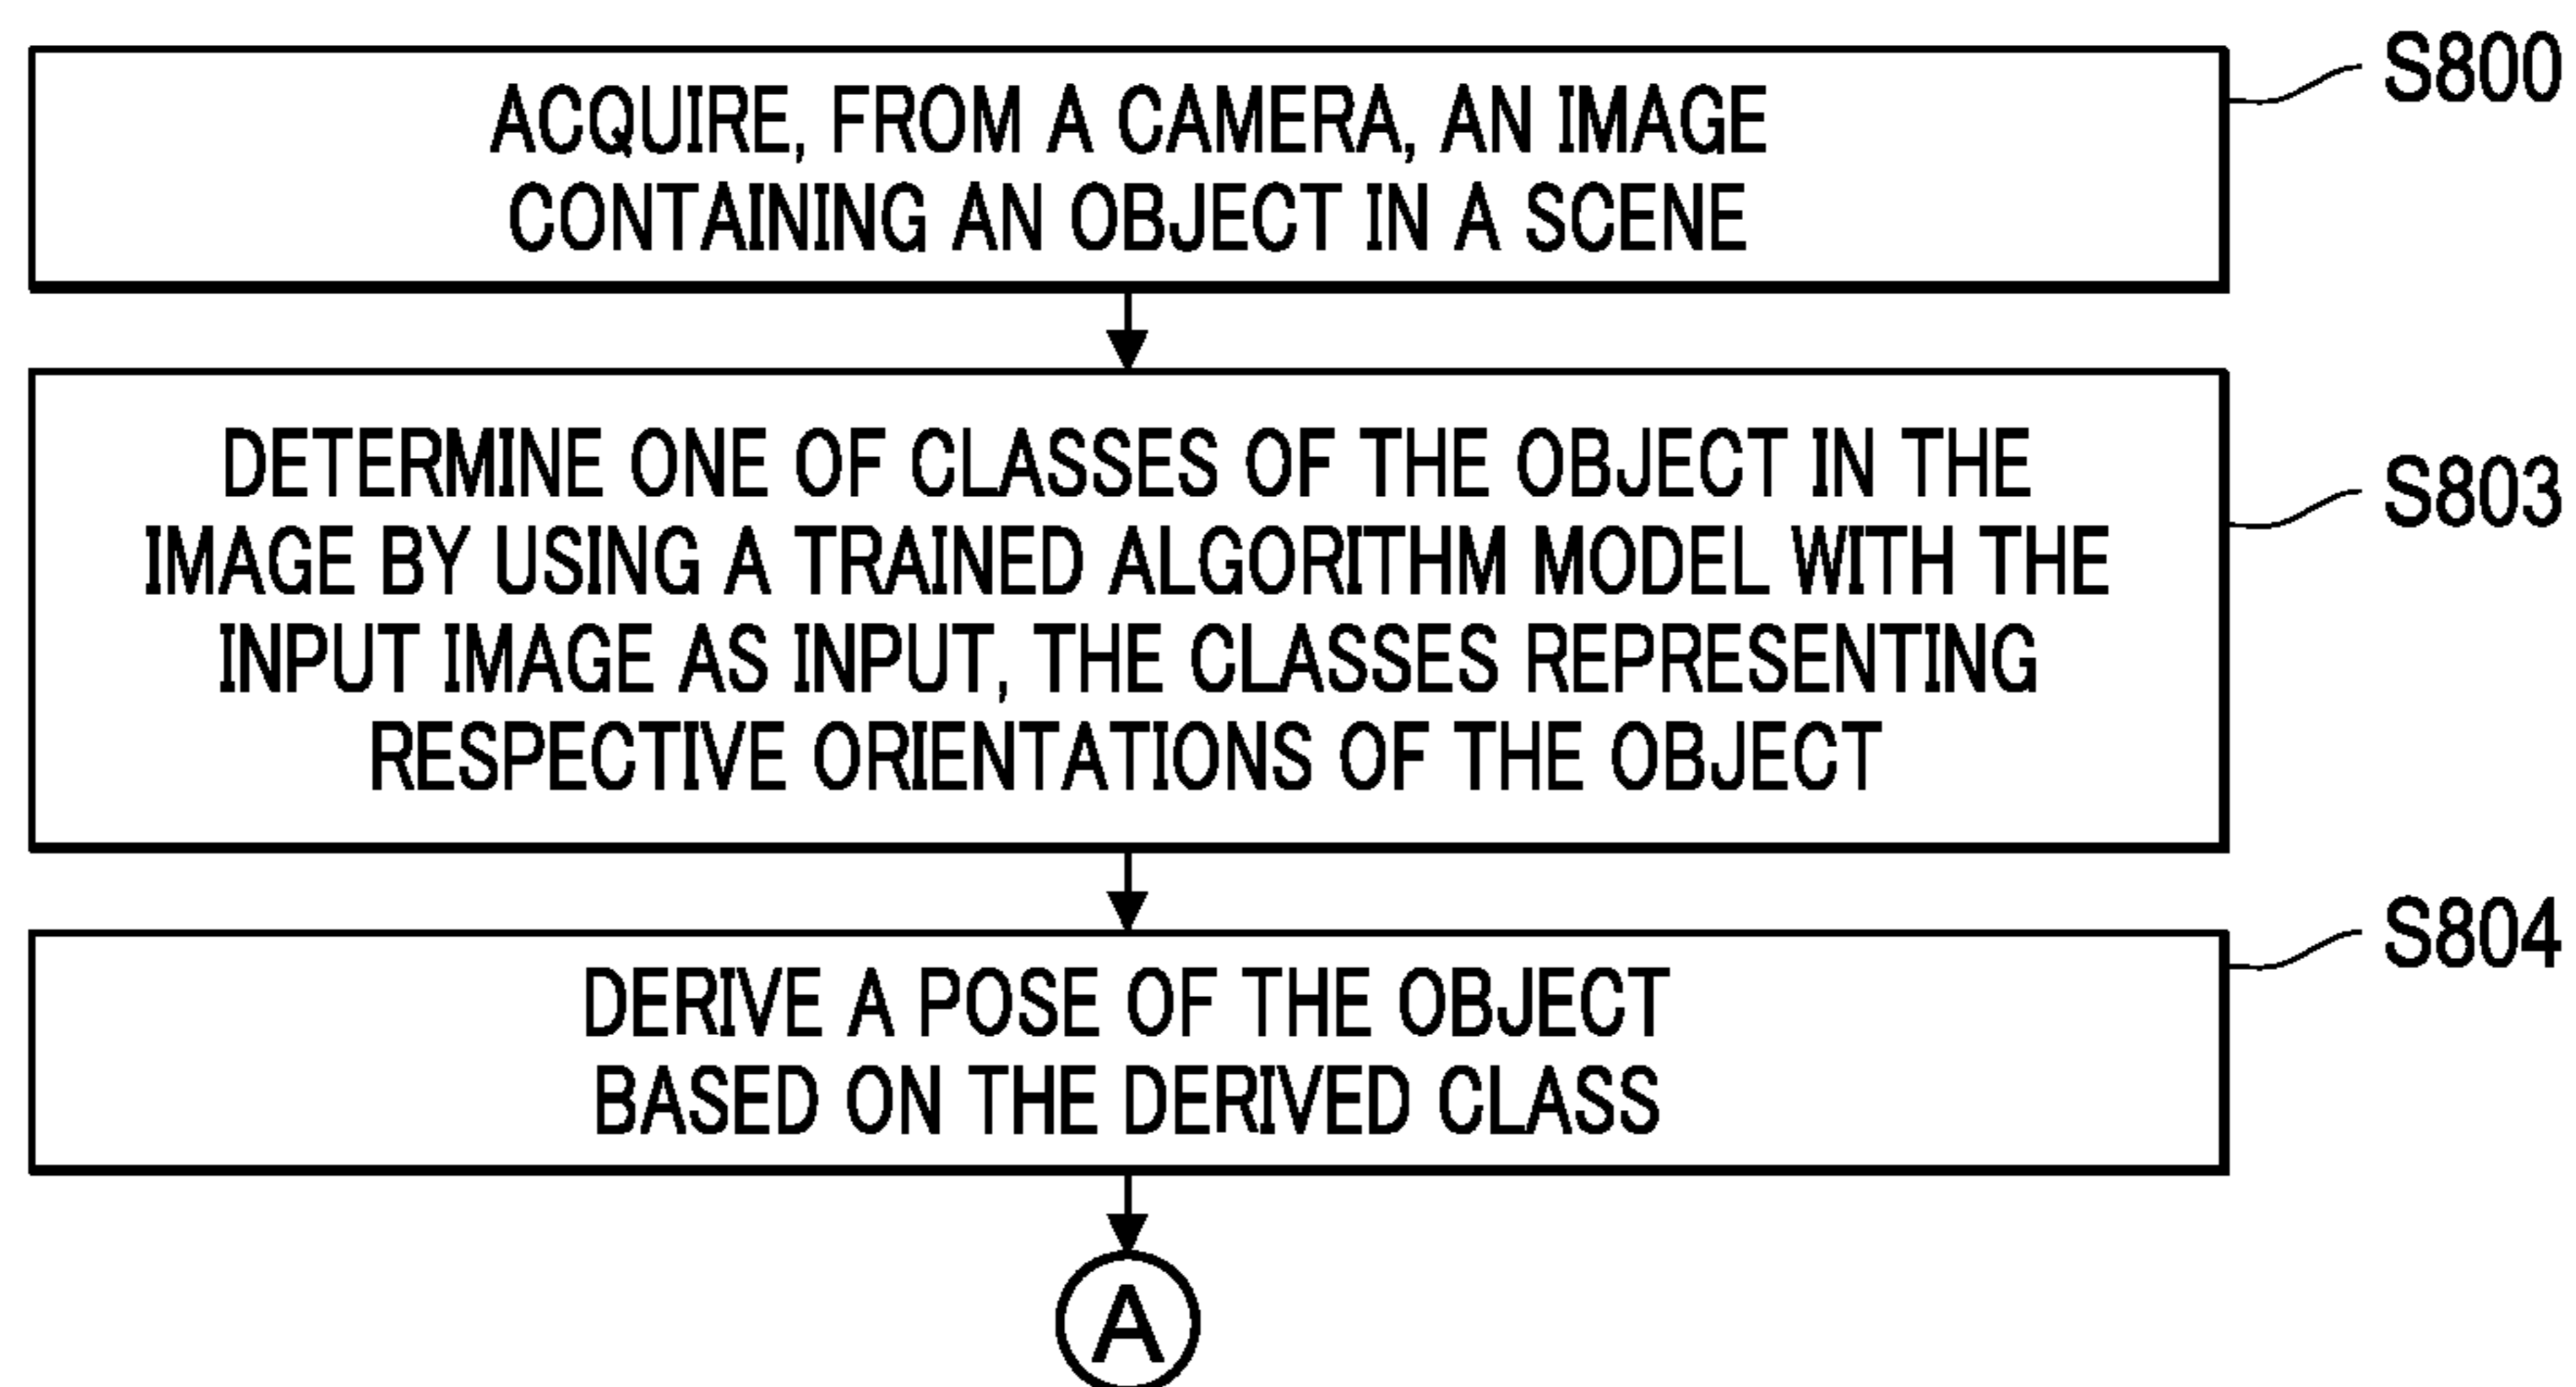 ACQUIRE, FROM A CAMERA, AN IMAGE
CONTAINING AN OBJECT IN A SCENE
S800
DETERMINE ONE OF CLASSES OF THE OBJECT IN THE
IMAGE BY USING A TRAINED ALGORITHM MODEL WITH THE
INPUT IMAGE AS INPUT, THE CLASSES REPRESENTING
RESPECTIVE ORIENTATIONS OF THE OBJECT
S803
DERIVE A POSE OF THE OBJECT
BASED ON THE DERIVED CLASS
S804
A